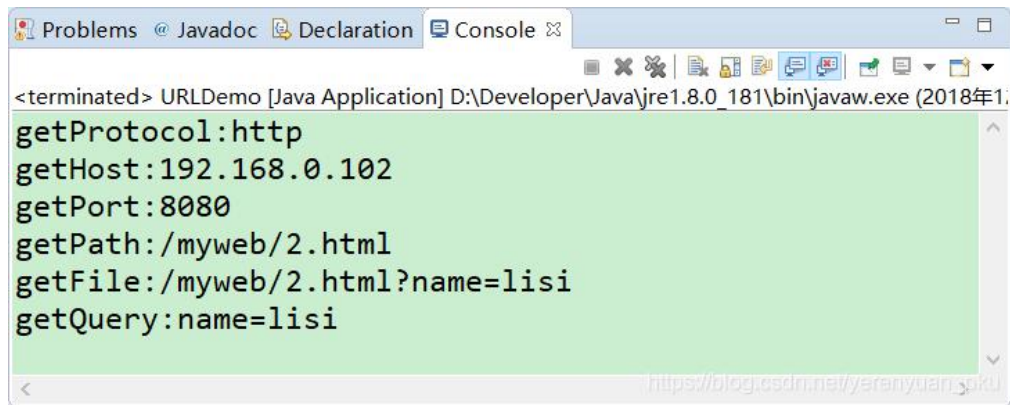 Problems @ Javadoc Declaration Console
<terminated> URLDemo [Java Application] D:\Developer\Java\jre1.8.0_181\bin\javaw.exe (2018年1
getProtocol:http
getHost:192.168.0.102
getPort:8080
getPath:/myweb/2.html
getFile:/myweb/2.html?name=lisi
getQuery:name=lisi
https://blog.csdn.net/yerenyuan_pku